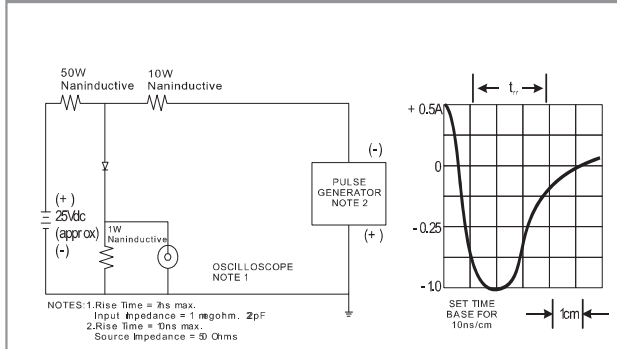 50W
Naninductive
10W
Naninductive
(+)
25Vdc
(approx)
(-)
1W
Naninductive
OSCILLOSCOPE
NOTE 1
(-)
PULSE
GENERATOR
NOTE 2
(+)
NOTES:1.Rise Time = 7ns max.
Input Impedance = 1 megohm. 22pF
2.Rise Time = 10ns max.
Source Impedance = 50 Ohms
trr
+ 0.5A
0
- 0.25
- 1.0
SET TIME
BASE FOR
10ns/cm
1cm